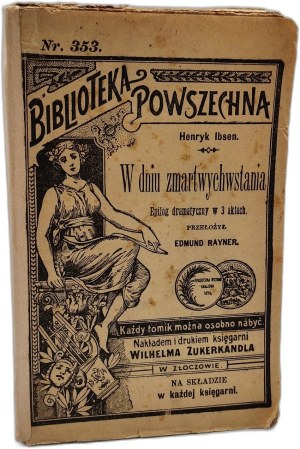 Nr. 353.
BIBLIOTEKA POWSZECHNA
Henryk Ibsen.
W dniu zmartwychwstania
Epilog dramatyczny w 3 aktach.
PRZEŁOŻYŁ
EDMUND RAYNER.
Każdy tomik można osobno nabyć.
Nakładem i drukiem księgarni
WILHELMA ZUKERKANDLA
W ZŁOCZOWIE.
NA SKŁADZIE
w każdej księgarni.